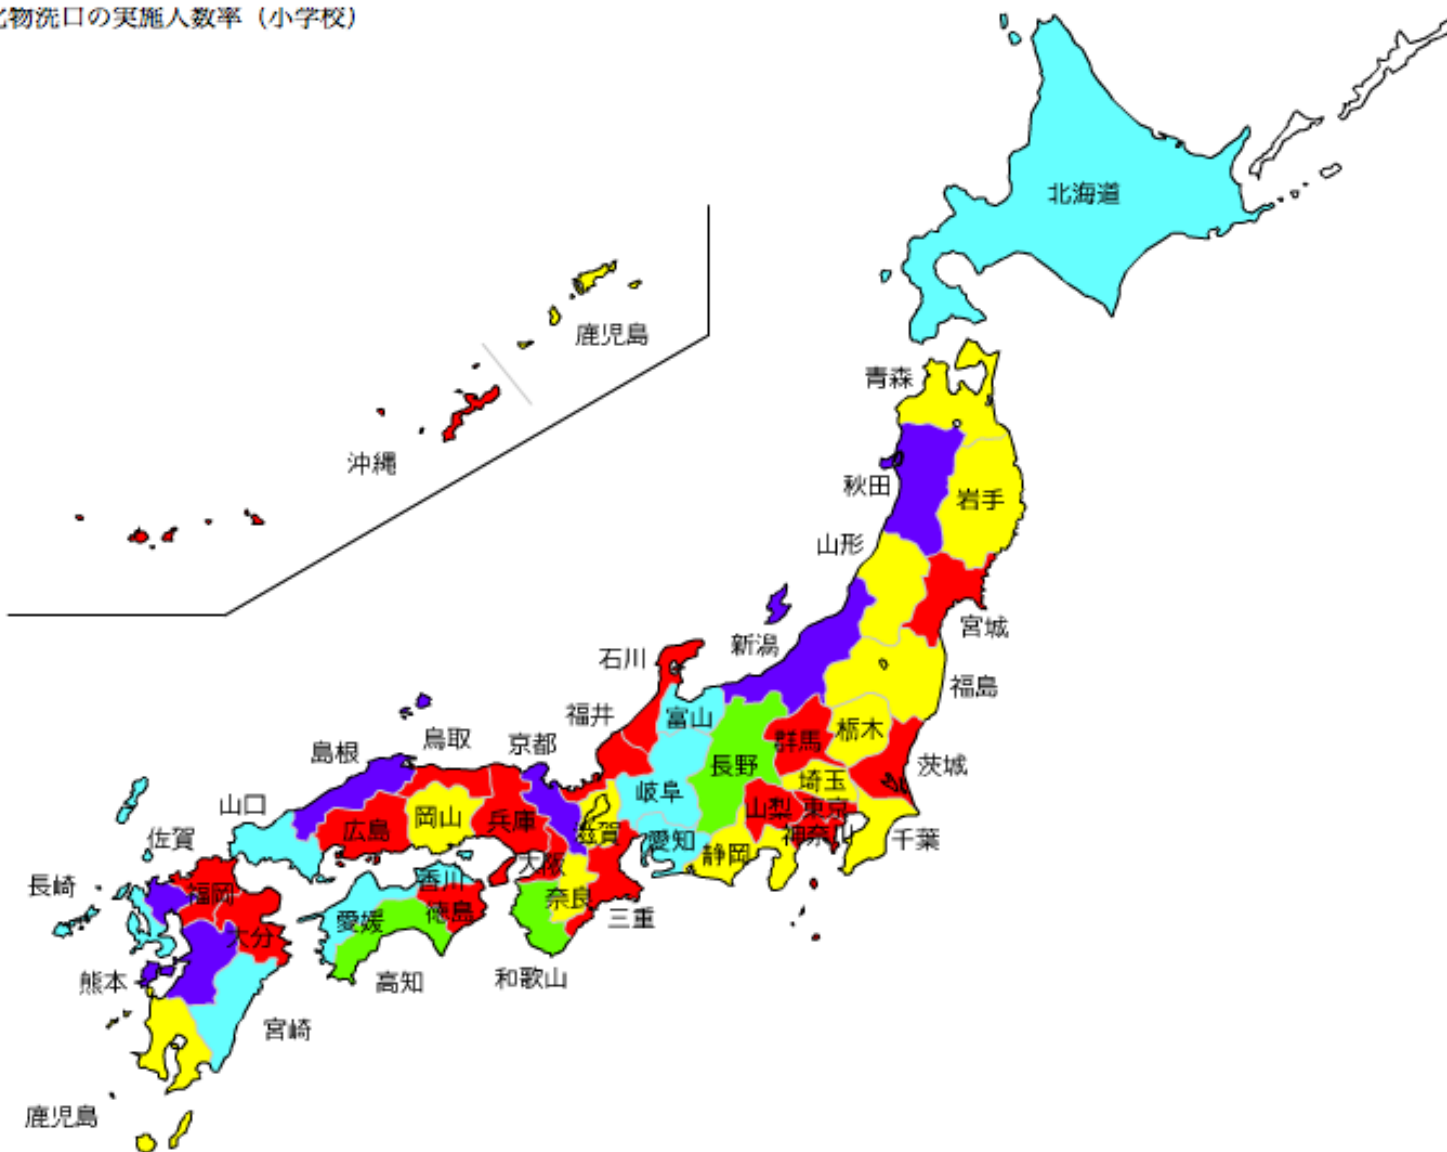 化物洗口の実施人数率（小学校）
北海道
鹿児島
青森
沖縄
秋田
岩手
山形
宮城
新潟
石川
福島
福井
富山
群馬
栃木
島根
鳥取
京都
長野
茨城
岐阜
埼玉
山口
広島
岡山
兵庫
山梨
東京
佐賀
滋賀
愛知
静岡
神奈川
千葉
大阪
長崎
福岡
香川
奈良
愛媛
徳島
三重
大分
熊本
高知
和歌山
宮崎
鹿児島